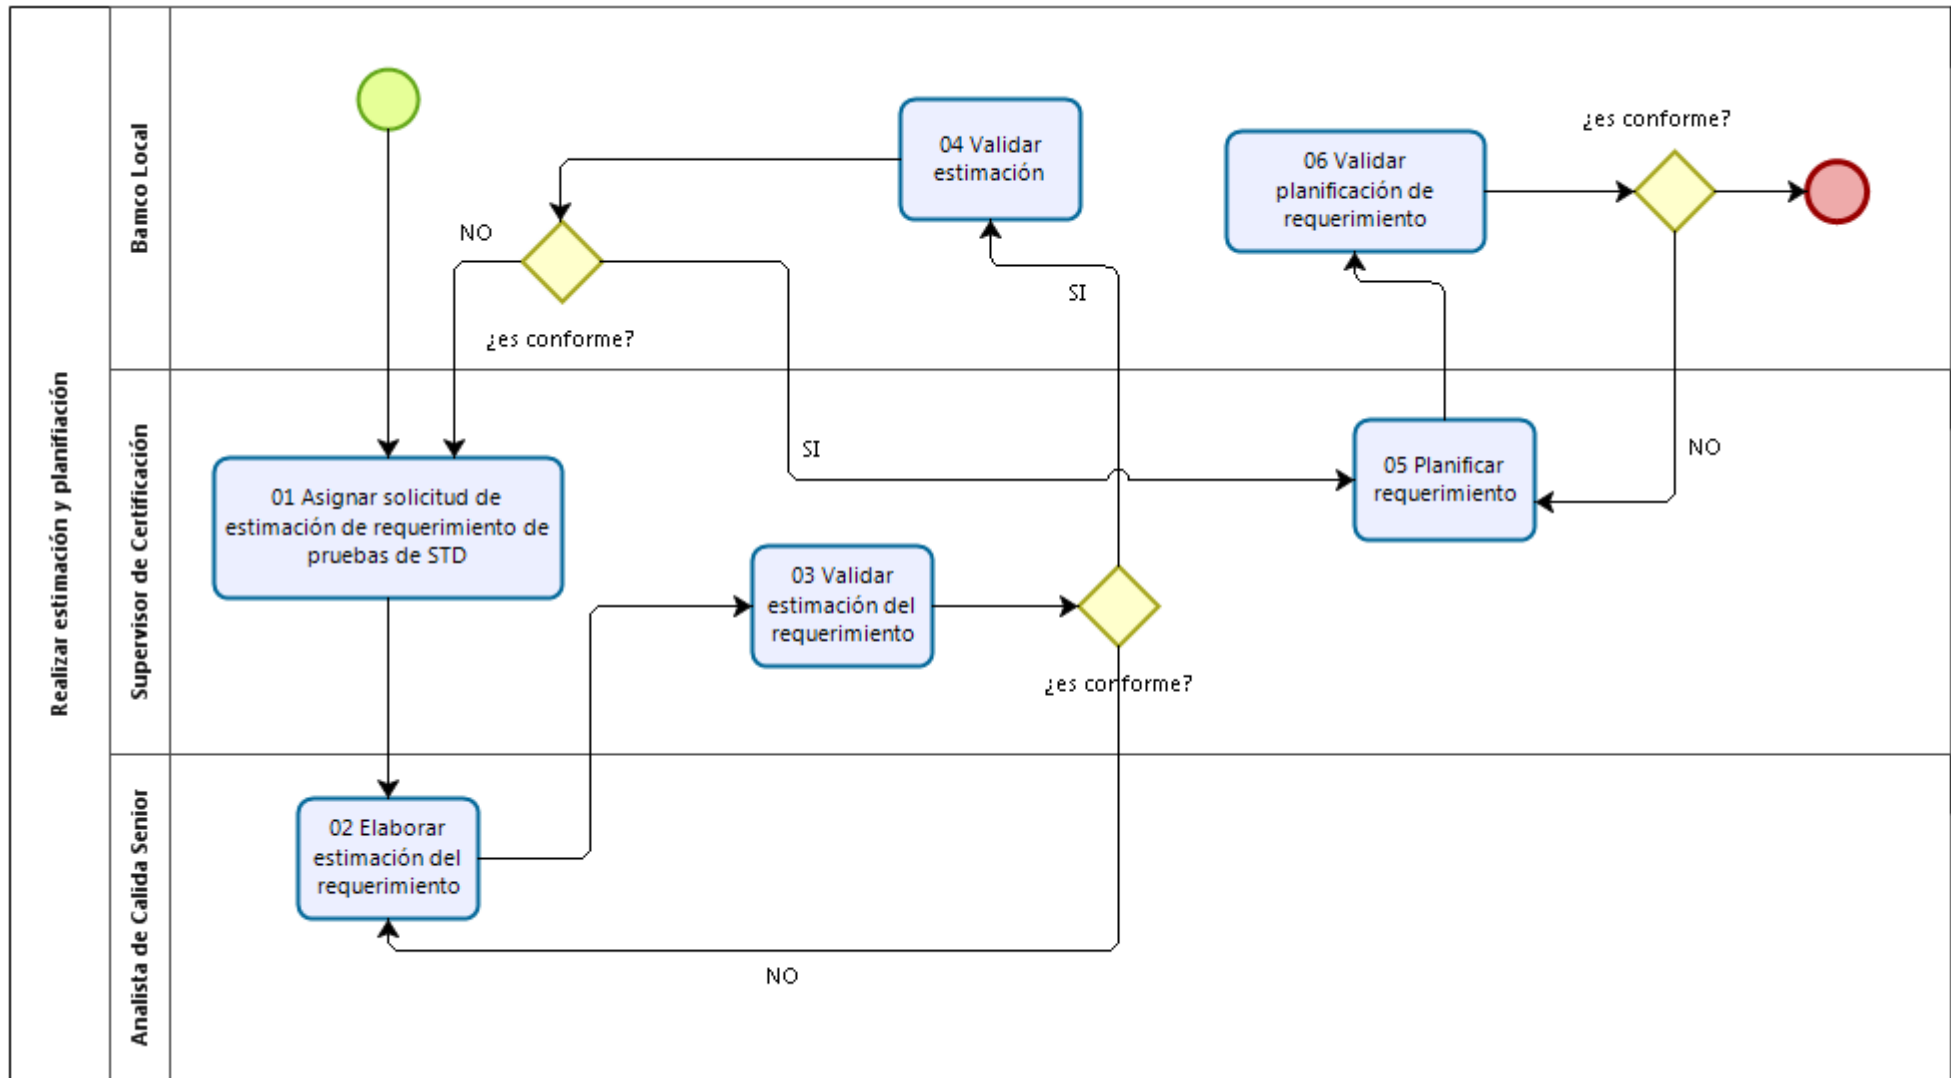 Realizar estimación y planifiación
Bamco Local
04 Validar
estimación
NO
¿es conforme?
SI
06 Validar
planificación de
requerimiento
¿es conforme?
Supervisor de Certificación
01 Asignar solicitud de
estimación de requerimiento de
pruebas de STD
SI
03 Validar
estimación del
requerimiento
¿es conforme?
05 Planificar
requerimiento
NO
Analista de Calida Senior
02 Elaborar
estimación del
requerimiento
NO